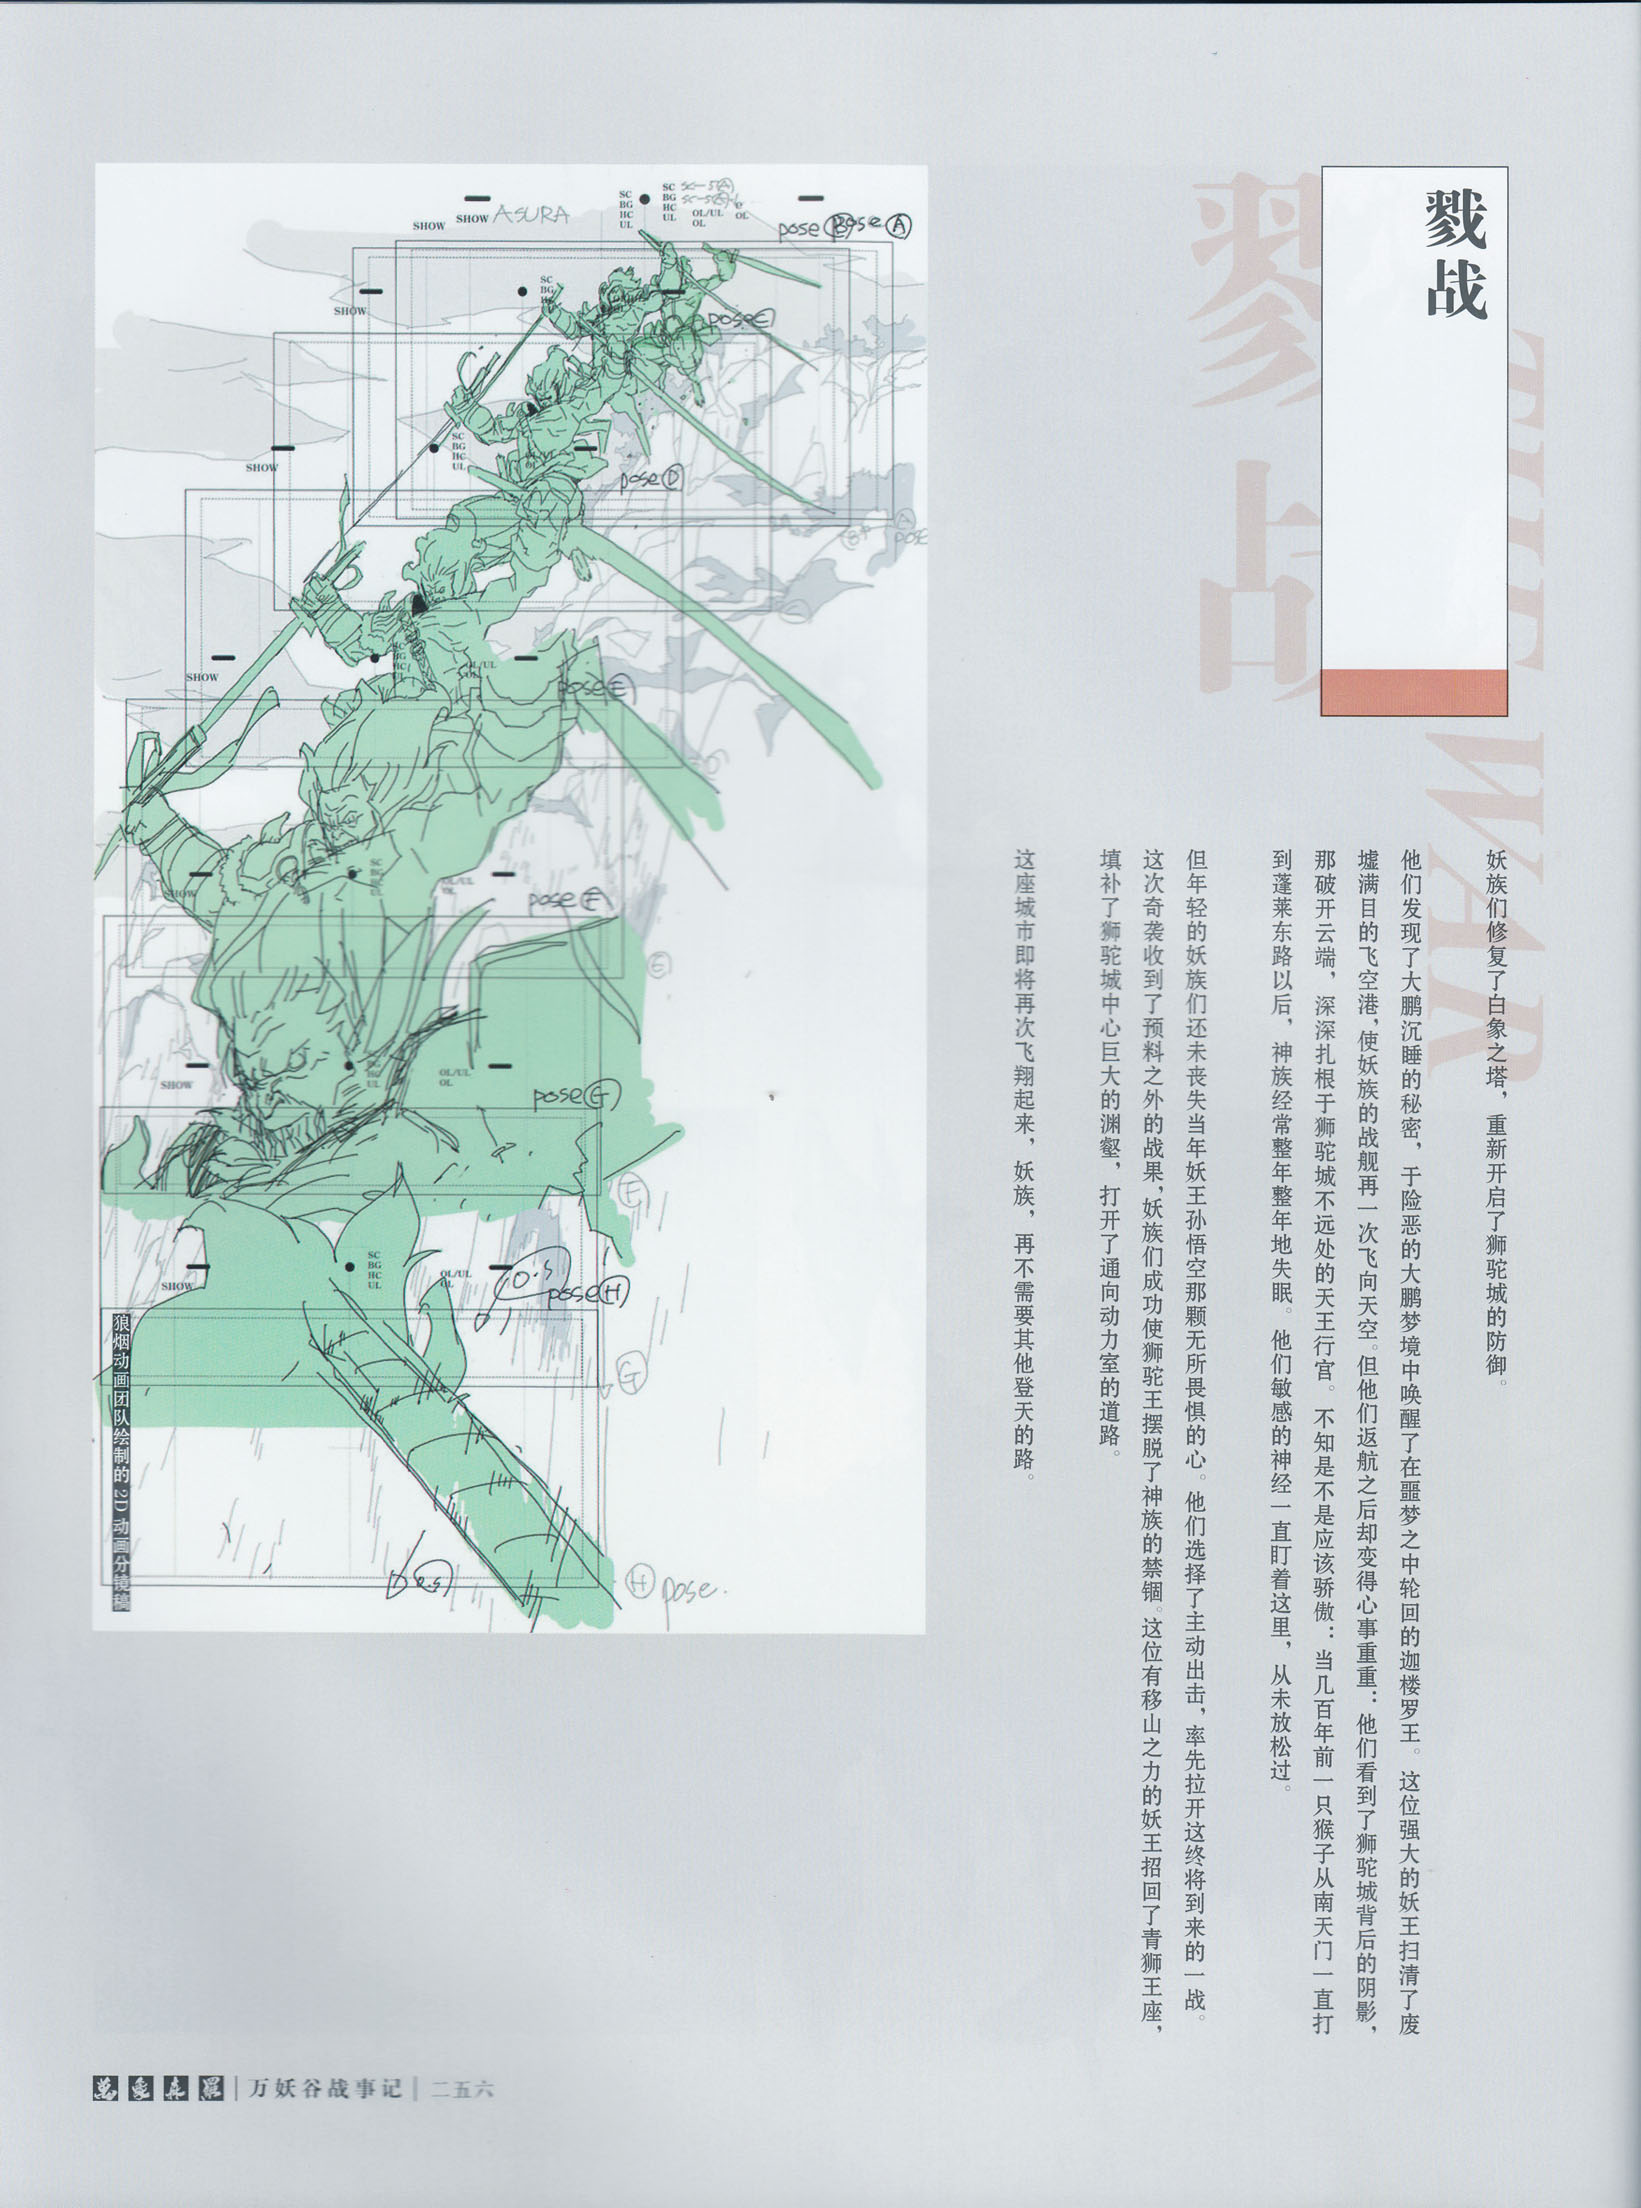 戮战
戮战
THE WAR
妖族们修复了白象之塔，重新开启了狮驼城的防御。
他们发现了大鹏沉睡的秘密，于险恶的大鹏梦境中唤醒了在噩梦之中轮回的迦楼罗王。这位强大的妖王扫清了废
墟满目的飞空港，使妖族的战舰再一次飞向天空。但他们返航之后却变得心事重重：他们看到了狮驼城背后的阴影，
那破开云端，深深扎根于狮驼城不远处的天王行宫。不知是不是应该骄傲：当几百年前一只猴子从南天门一直打
到蓬莱东路以后，神族经常整年整年地失眠。他们敏感的神经一直盯着这里，从未放松过。
但年轻的妖族们还未丧失当年妖王孙悟空那颗无所畏惧的心。他们选择了主动出击，率先拉开这终将到来的一战。
这次奇袭收到了预料之外的战果，妖族们成功使狮驼王摆脱了神族的禁锢。这位有移山之力的妖王招回了青狮王座，
填补了狮驼城中心巨大的渊壑，打开了通向动力室的道路。
这座城市即将再次飞翔起来，妖族，再不需要其他登天的路。
SHOW ASURA
SHOW
SC
BG
HC
UL
SC
BG
HC
UL
OL/UL
OL
OL
pose B
pose A
SHOW
SC
BG
pose C
SHOW
SC
BG
HC
UL
pose D
SHOW
SC
BG
HC
UL
OL/UL
OL
pose E
SHOW
OL/UL
OL
pose F
E
SHOW
OL/UL
OL
pose G
F
SHOW
SC
BG
HC
UL
OL/UL
OL
pose H
G
H pose.
狼烟动画团队绘制的 2D 动画分镜稿
萬象森羅 | 万妖谷战事记 | 二五六